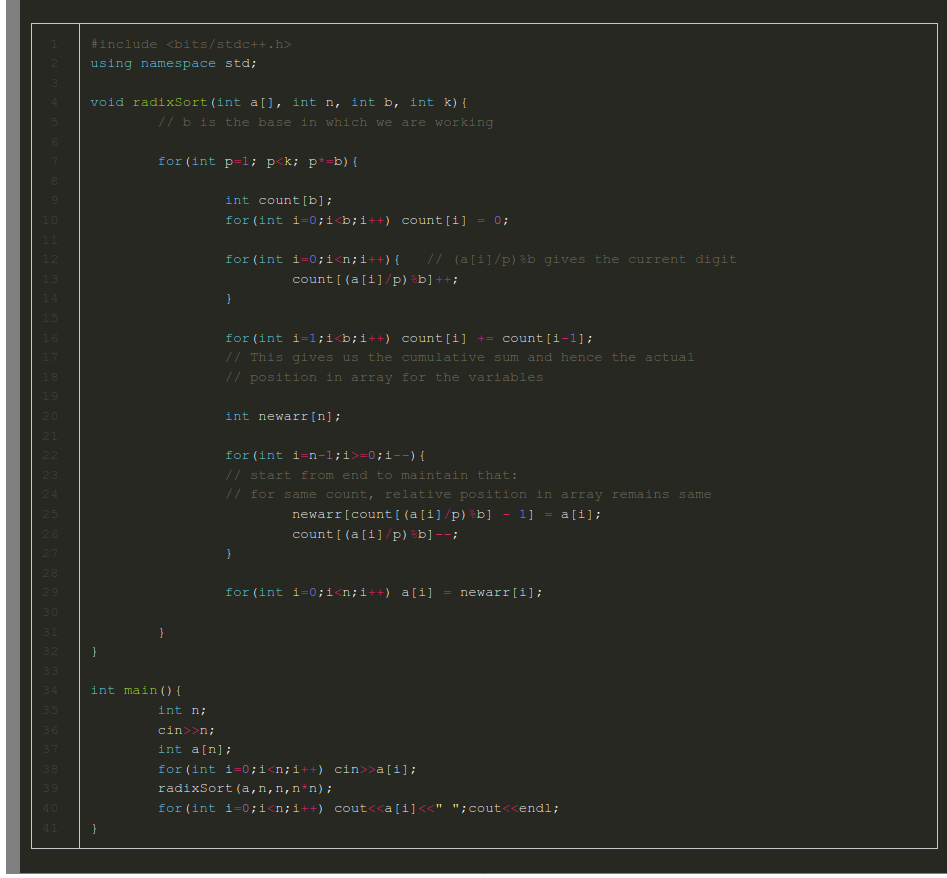 1 #include <bits/stdc++.h>
2 using namespace std;
3
4 void radixSort(int a[], int n, int b, int k){
5 // b is the base in which we are working
6
7 for(int p=1; p<k; p*=b){
8
9 int count[b];
10 for(int i=0;i<b;i++) count[i] = 0;
11
12 for(int i=0;i<n;i++){ // (a[i]/p)%b gives the current digit
13 count[(a[i]/p)%b]++;
14 }
15
16 for(int i=1;i<b;i++) count[i] += count[i-1];
17 // This gives us the cumulative sum and hence the actual
18 // position in array for the variables
19
20 int newarr[n];
21
22 for(int i=n-1;i>=0;i--){
23 // start from end to maintain that:
24 // for same count, relative position in array remains same
25 newarr[count[(a[i]/p)%b] - 1] = a[i];
26 count[(a[i]/p)%b]--;
27 }
28
29 for(int i=0;i<n;i++) a[i] = newarr[i];
30
31 }
32 }
33
34 int main(){
35 int n;
36 cin>>n;
37 int a[n];
38 for(int i=0;i<n;i++) cin>>a[i];
39 radixSort(a,n,n,n*n);
40 for(int i=0;i<n;i++) cout<<a[i]<<" ";cout<<endl;
41 }